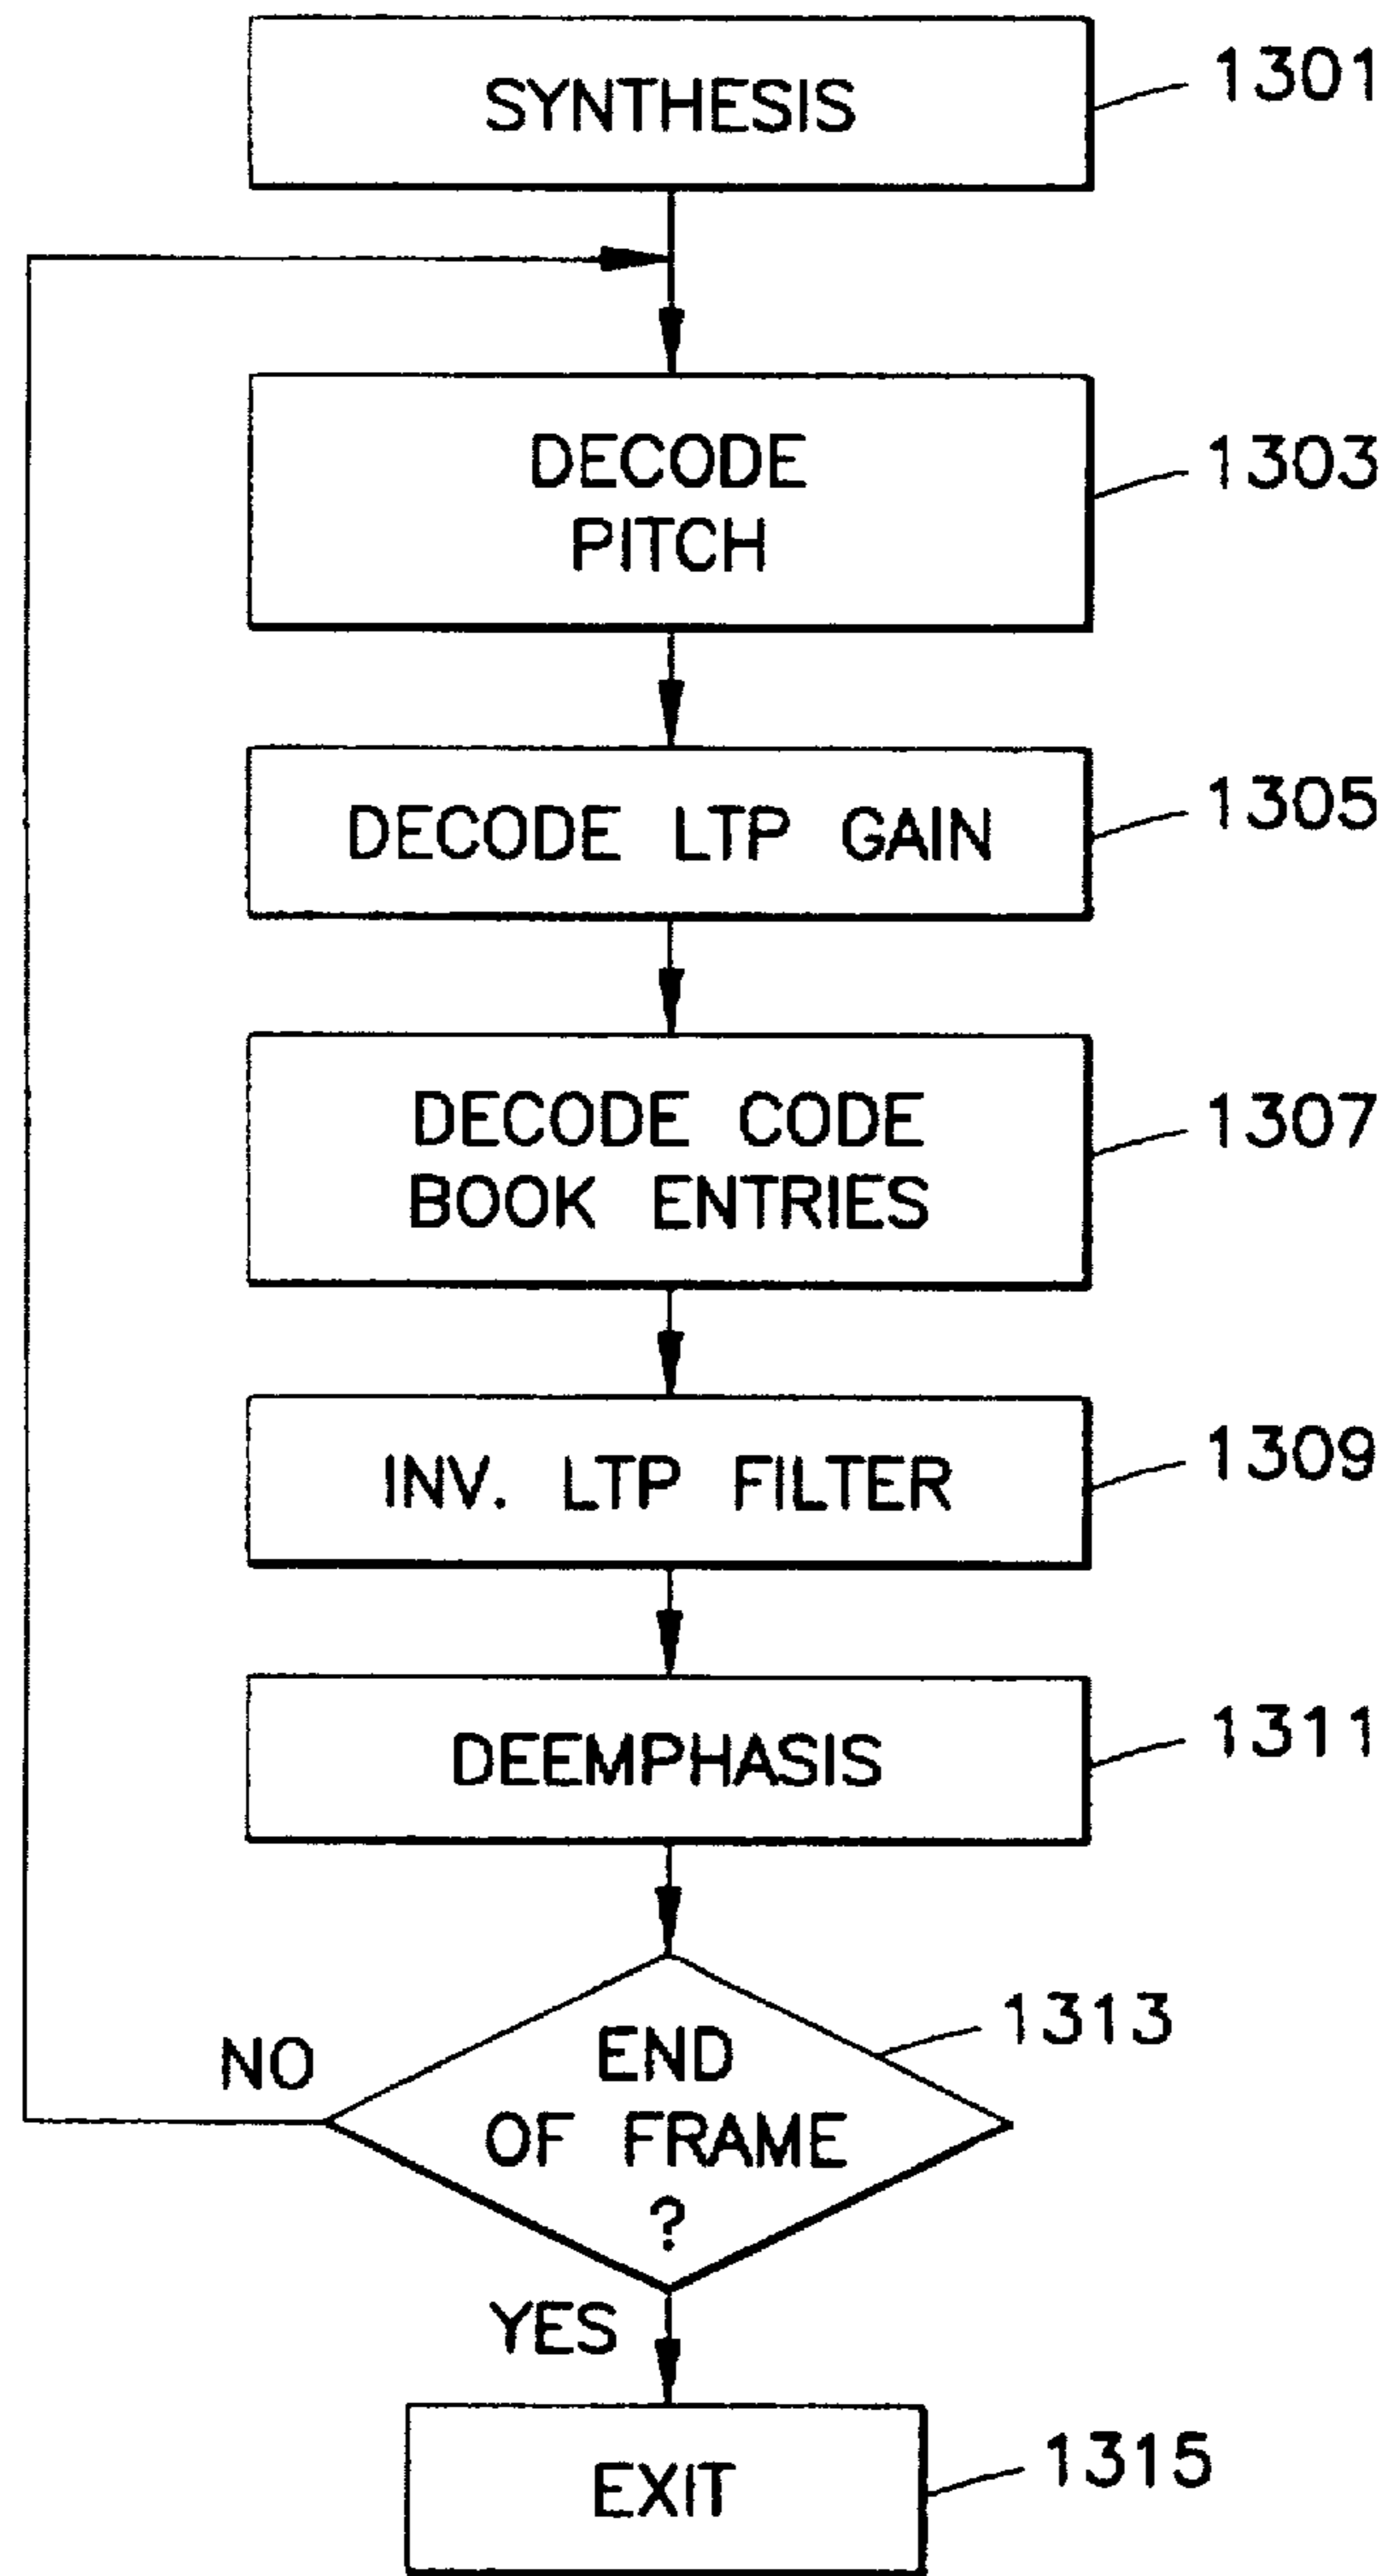 SYNTHESIS
1301
DECODE
PITCH
1303
DECODE LTP GAIN
1305
DECODE CODE
BOOK ENTRIES
1307
INV. LTP FILTER
1309
DEEMPHASIS
1311
END
OF FRAME
?
1313
NO
YES
EXIT
1315